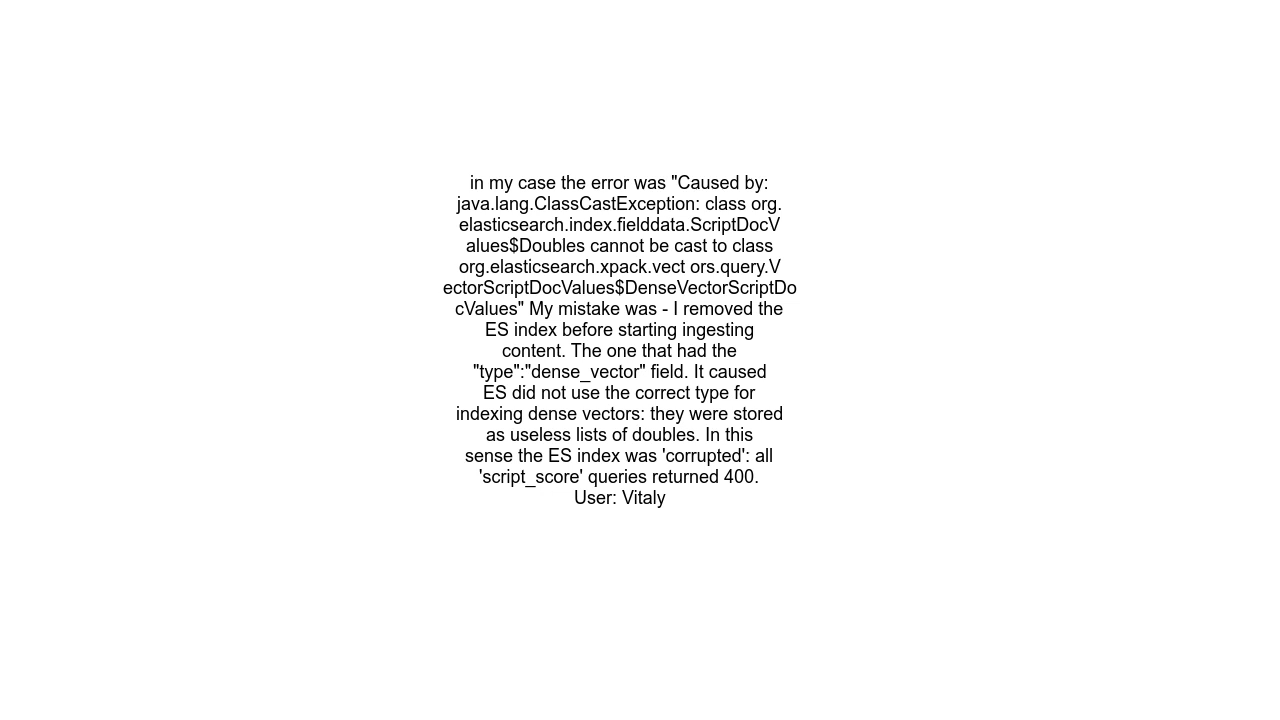 in my case the error was "Caused by:
java.lang.ClassCastException: class org.
elasticsearch.index.fielddata.ScriptDocV
alues$Doubles cannot be cast to class
org.elasticsearch.xpack.vect ors.query.V
ectorScriptDocValues$DenseVectorScriptDo
cValues" My mistake was - I removed the
ES index before starting ingesting
content. The one that had the
"type":"dense_vector" field. It caused
ES did not use the correct type for
indexing dense vectors: they were stored
as useless lists of doubles. In this
sense the ES index was 'corrupted': all
'script_score' queries returned 400.
User: Vitaly